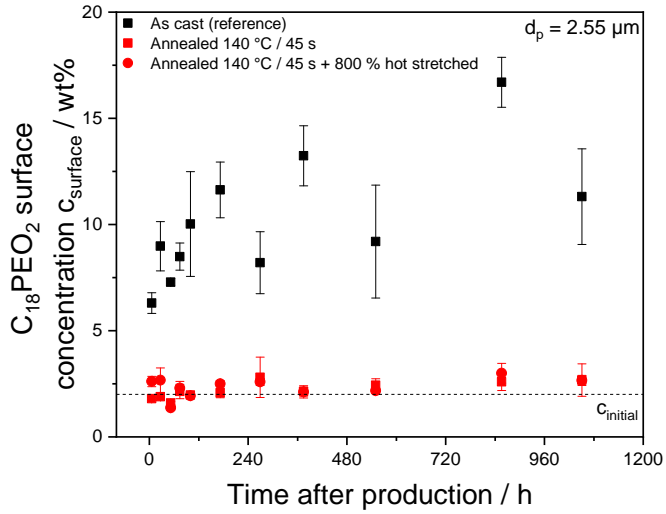 As cast (reference)
Annealed 140 °C / 45 s
Annealed 140 °C / 45 s + 800 % hot stretched
dₚ = 2.55 µm
C₁₈PEO₂ surface
concentration c_surface / wt%
20
15
10
5
0
c_initial
0 240 480 720 960 1200
Time after production / h